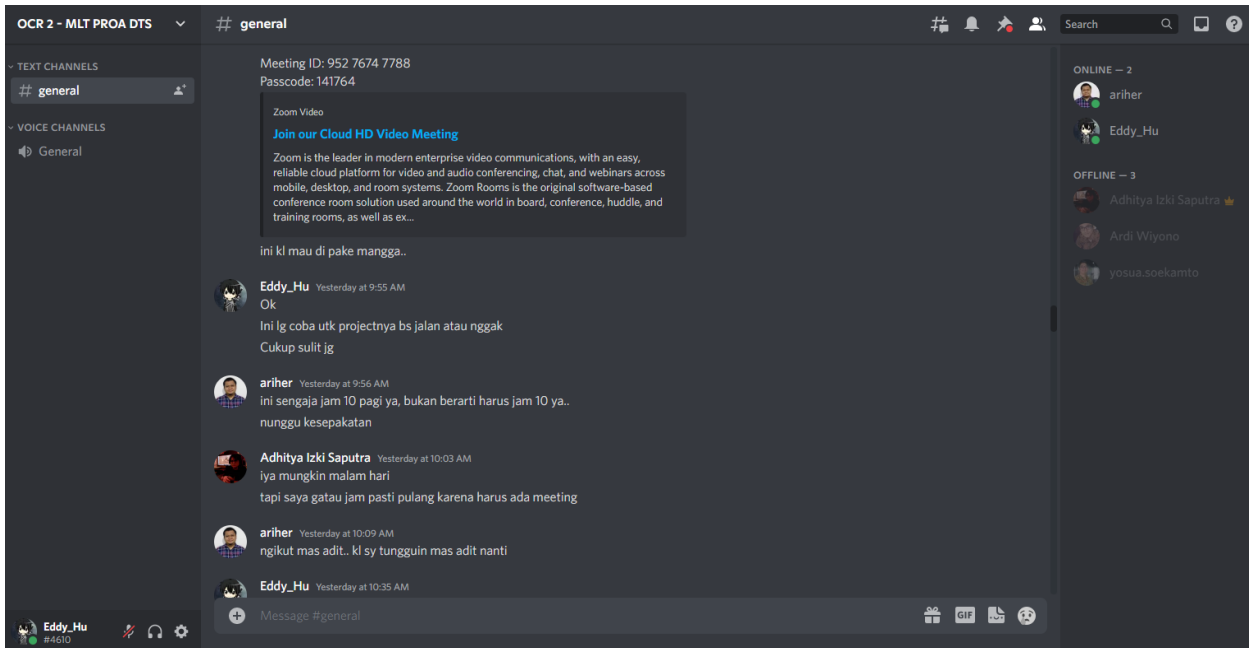 OCR 2 - MLT PROA DTS
TEXT CHANNELS
# general
VOICE CHANNELS
General
Eddy_Hu
#4610
# general
Search
Meeting ID: 952 7674 7788
Passcode: 141764
Zoom Video
Join our Cloud HD Video Meeting
Zoom is the leader in modern enterprise video communications, with an easy,
reliable cloud platform for video and audio conferencing, chat, and webinars across
mobile, desktop, and room systems. Zoom Rooms is the original software-based
conference room solution used around the world in board, conference, huddle, and
training rooms, as well as ex...
ini kl mau di pake mangga..
Eddy_Hu Yesterday at 9:55 AM
Ok
Ini lg coba utk projectnya bs jalan atau nggak
Cukup sulit jg
ariher Yesterday at 9:56 AM
ini sengaja jam 10 pagi ya, bukan berarti harus jam 10 ya..
nunggu kesepakatan
Adhitya Izki Saputra Yesterday at 10:03 AM
iya mungkin malam hari
tapi saya gatau jam pasti pulang karena harus ada meeting
ariher Yesterday at 10:09 AM
ngikut mas adit.. kl sy tungguin mas adit nanti
Eddy_Hu Yesterday at 10:35 AM
Message #general
GIF
ONLINE — 2
ariher
Eddy_Hu
OFFLINE — 3
Adhitya Izki Saputra
Ardi Wiyono
yosua.soekamto